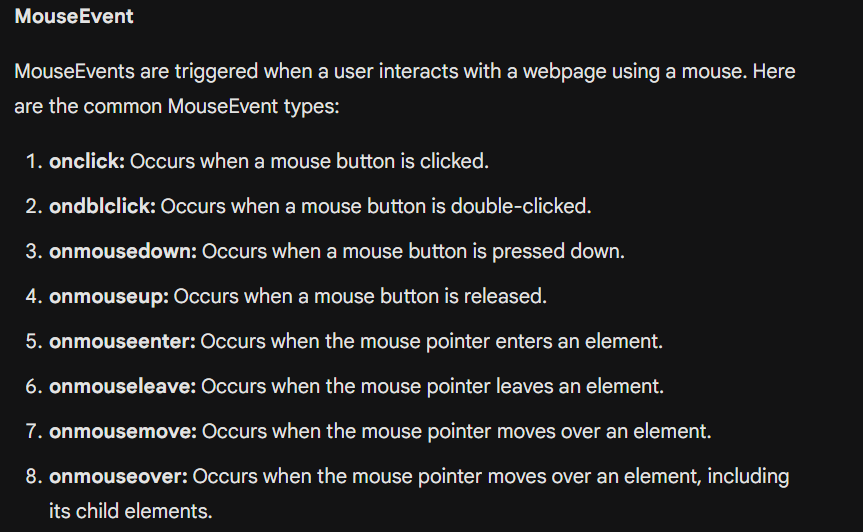 MouseEvent
MouseEvents are triggered when a user interacts with a webpage using a mouse. Here
are the common MouseEvent types:
1. onclick: Occurs when a mouse button is clicked.
2. ondblclick: Occurs when a mouse button is double-clicked.
3. onmousedown: Occurs when a mouse button is pressed down.
4. onmouseup: Occurs when a mouse button is released.
5. onmouseenter: Occurs when the mouse pointer enters an element.
6. onmouseleave: Occurs when the mouse pointer leaves an element.
7. onmousemove: Occurs when the mouse pointer moves over an element.
8. onmouseover: Occurs when the mouse pointer moves over an element, including
its child elements.